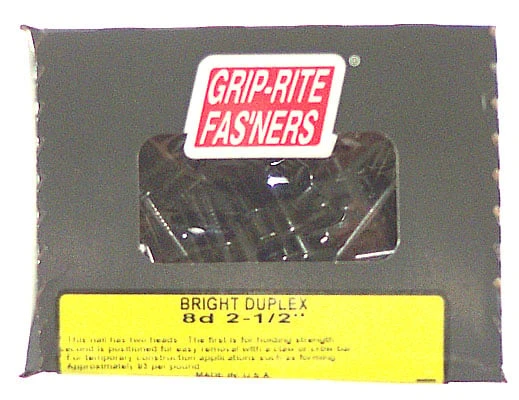 GRIP-RITE
FAS'NERS
®
BRIGHT DUPLEX
8d 2-1/2"
This nail has two heads. The first is for holding strength
second is positioned for easy removal with a claw or crow bar
For temporary construction applications such as forming
Approximately 93 per pound
MADE IN U.S.A.